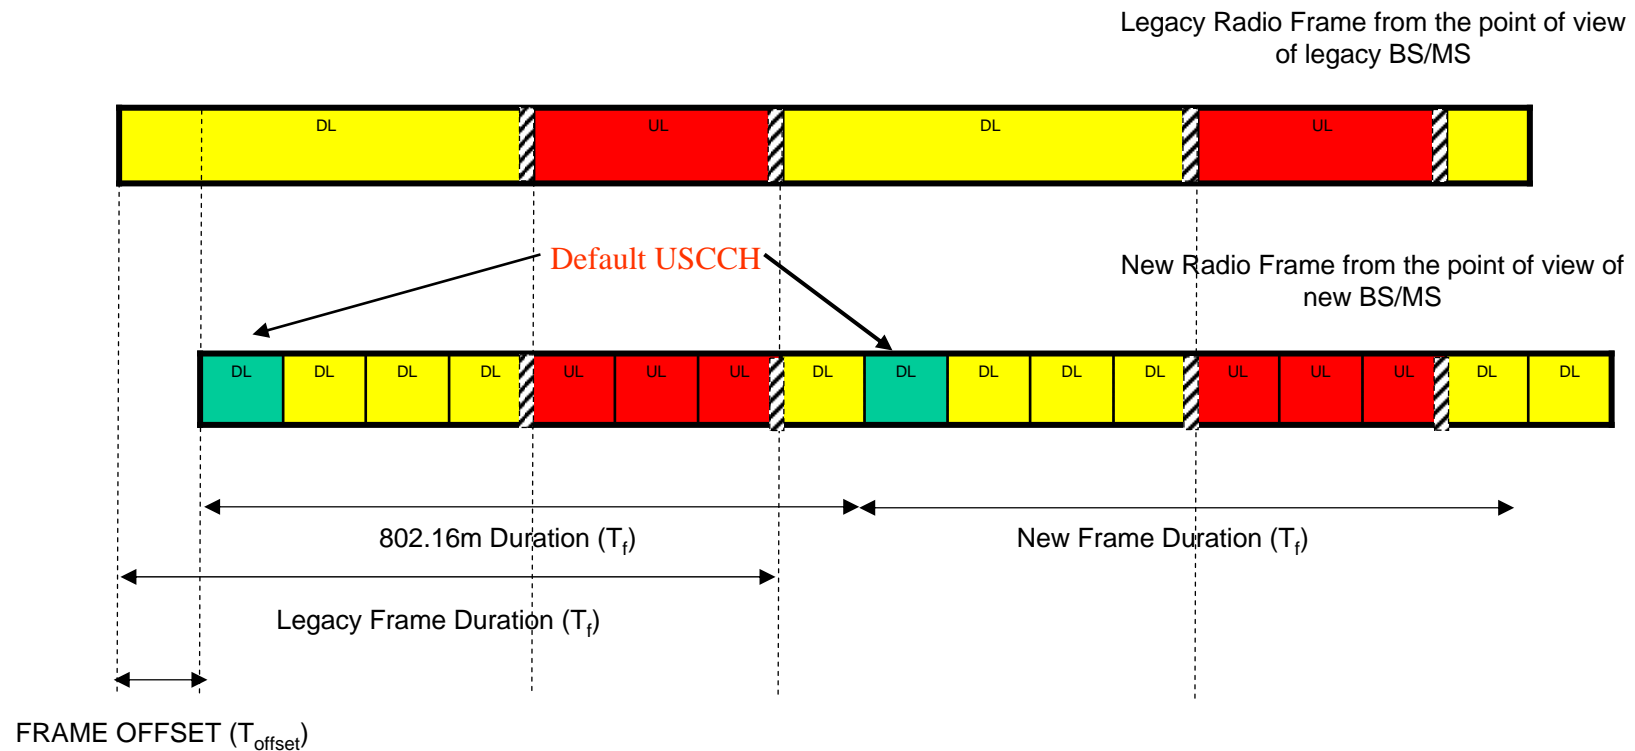 Legacy Radio Frame from the point of view
of legacy BS/MS
DL UL DL UL
Default USCCH
New Radio Frame from the point of view of
new BS/MS
DL DL DL DL UL UL UL DL DL DL DL DL UL UL UL DL DL
802.16m Duration (Tf)
New Frame Duration (Tf)
Legacy Frame Duration (Tf)
FRAME OFFSET (Toffset)